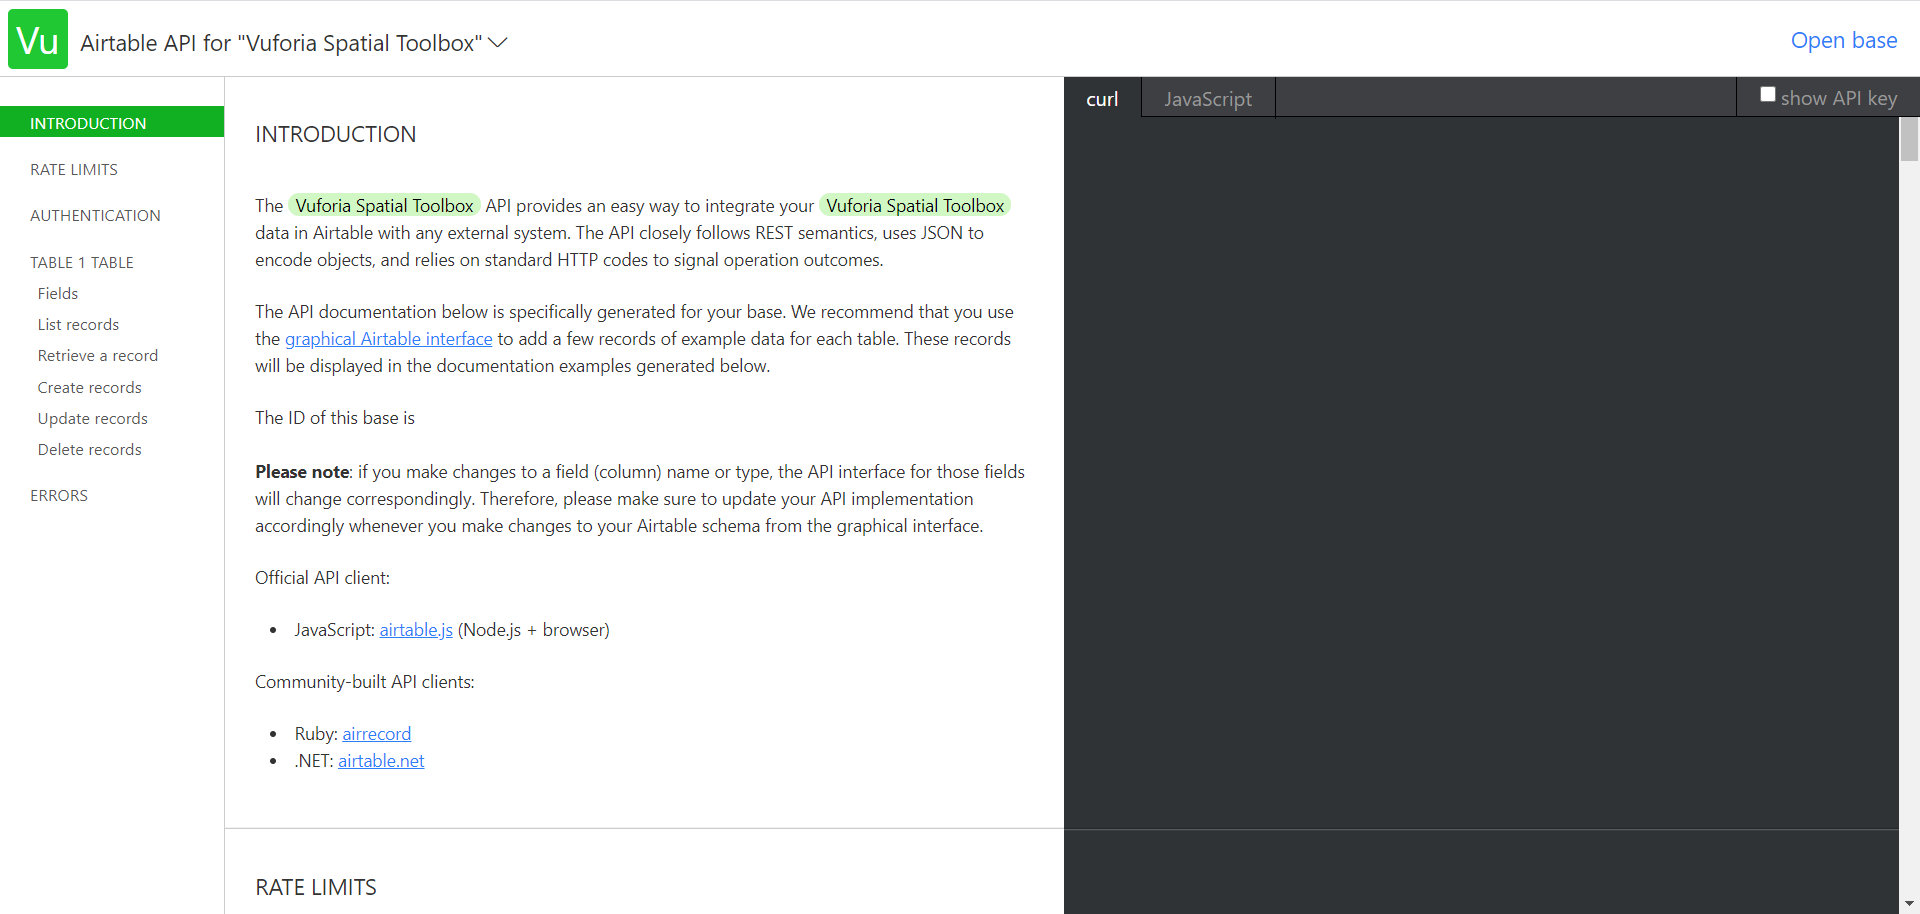 Vu
Airtable API for "Vuforia Spatial Toolbox"
Open base
INTRODUCTION
RATE LIMITS
AUTHENTICATION
TABLE 1 TABLE
Fields
List records
Retrieve a record
Create records
Update records
Delete records
ERRORS
INTRODUCTION
The Vuforia Spatial Toolbox API provides an easy way to integrate your Vuforia Spatial Toolbox
data in Airtable with any external system. The API closely follows REST semantics, uses JSON to
encode objects, and relies on standard HTTP codes to signal operation outcomes.
The API documentation below is specifically generated for your base. We recommend that you use
the graphical Airtable interface to add a few records of example data for each table. These records
will be displayed in the documentation examples generated below.
The ID of this base is
Please note: if you make changes to a field (column) name or type, the API interface for those fields
will change correspondingly. Therefore, please make sure to update your API implementation
accordingly whenever you make changes to your Airtable schema from the graphical interface.
Official API client:
• JavaScript: airtable.js (Node.js + browser)
Community-built API clients:
• Ruby: airrecord
• .NET: airtable.net
RATE LIMITS
curl
JavaScript
show API key